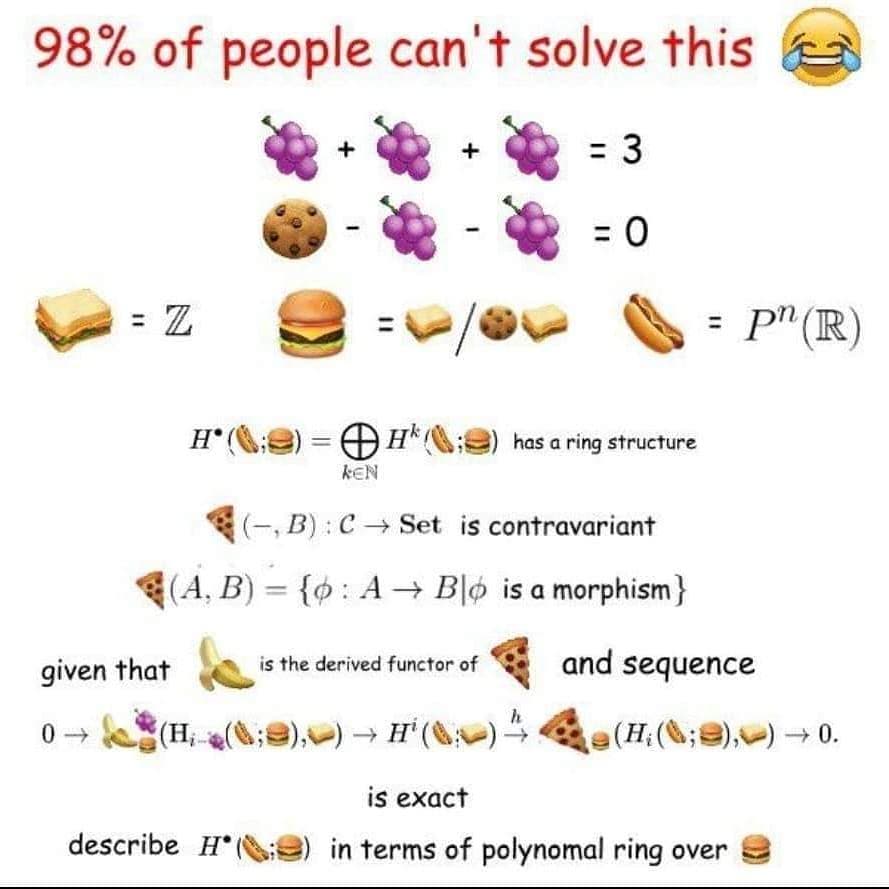 98% of people can't solve this 😂
🍇 + 🍇 + 🍇 = 3
🍪 - 🍇 - 🍇 = 0
🥪 = ℤ 🍔 = 🥪/🍪🥪 🌭 = Pⁿ(ℝ)
H•(🌭;🍔) = ⨁ Hᵏ(🌭;🍔) has a ring structure
k∈ℕ
🍕(−, B) : 𝒞 → Set is contravariant
🍕(A, B) = {ϕ : A → B|ϕ is a morphism}
given that 🍌 is the derived functor of 🍕 and sequence
0 → 🍌^🍇_🍔(H_{i-🍇}(🌭;🍔),🥪) → Hⁱ(🌭;🥪) →^h 🍕_🍔(H_i(🌭;🍔),🥪) → 0.
is exact
describe H•(🌭;🍔) in terms of polynomal ring over 🍔